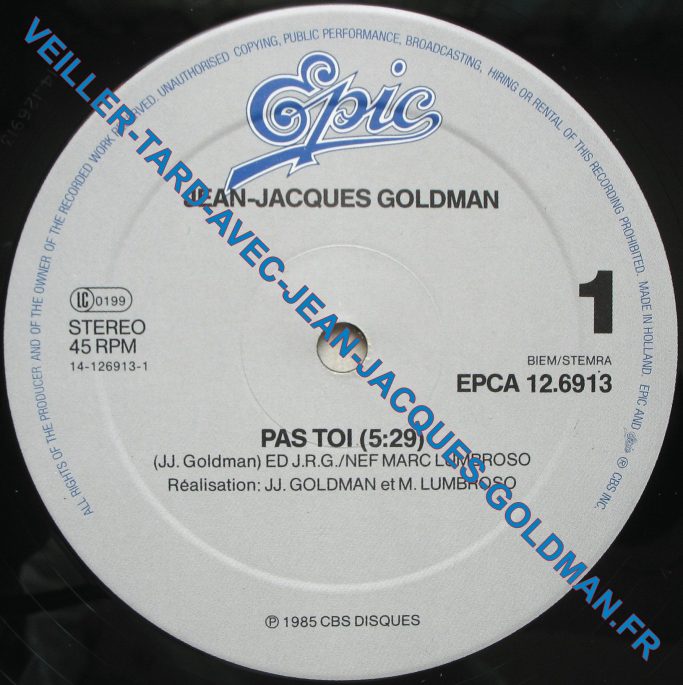 Epic
JEAN-JACQUES GOLDMAN
LC 0199
STEREO
45 RPM
14-126913-1
1
BIEM/STEMRA
EPCA 12.6913
PAS TOI (5:29)
(JJ. Goldman) ED J.R.G./NEF MARC LUMBROSO
Réalisation: JJ. GOLDMAN et M. LUMBROSO
℗ 1985 CBS DISQUES
ALL RIGHTS OF THE PRODUCER AND OF THE OWNER OF THE RECORDED WORK RESERVED. UNAUTHORISED COPYING, PUBLIC PERFORMANCE, BROADCASTING, HIRING OR RENTAL OF THIS RECORDING PROHIBITED. MADE IN HOLLAND. EPIC AND Epic ℗ CBS INC.
VEILLER-TARD-AVEC-JEAN-JACQUES-GOLDMAN.FR